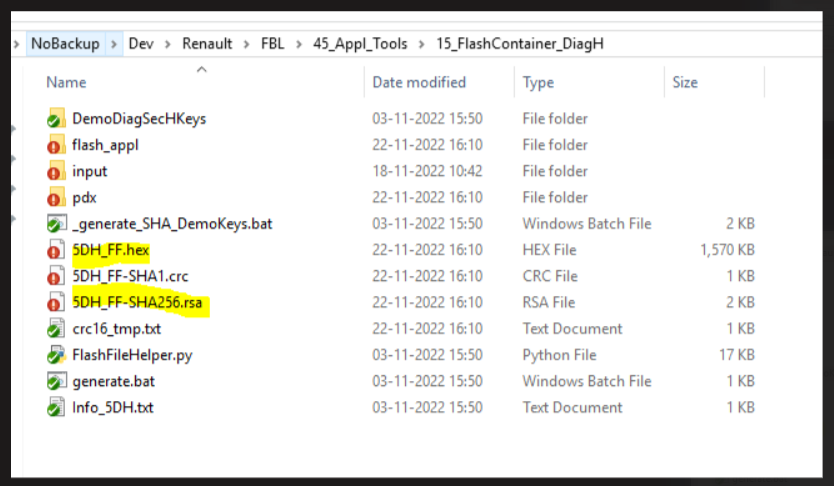 NoBackup > Dev > Renault > FBL > 45_Appl_Tools > 15_FlashContainer_DiagH
Name Date modified Type Size
DemoDiagSecHKeys 03-11-2022 15:50 File folder
flash_appl 22-11-2022 16:10 File folder
input 18-11-2022 10:42 File folder
pdx 22-11-2022 16:10 File folder
_generate_SHA_DemoKeys.bat 03-11-2022 15:50 Windows Batch File 2 KB
5DH_FF.hex 22-11-2022 16:10 HEX File 1,570 KB
5DH_FF-SHA1.crc 22-11-2022 16:10 CRC File 1 KB
5DH_FF-SHA256.rsa 22-11-2022 16:10 RSA File 2 KB
crc16_tmp.txt 22-11-2022 16:10 Text Document 1 KB
FlashFileHelper.py 03-11-2022 15:50 Python File 17 KB
generate.bat 03-11-2022 15:50 Windows Batch File 1 KB
Info_5DH.txt 03-11-2022 15:50 Text Document 1 KB